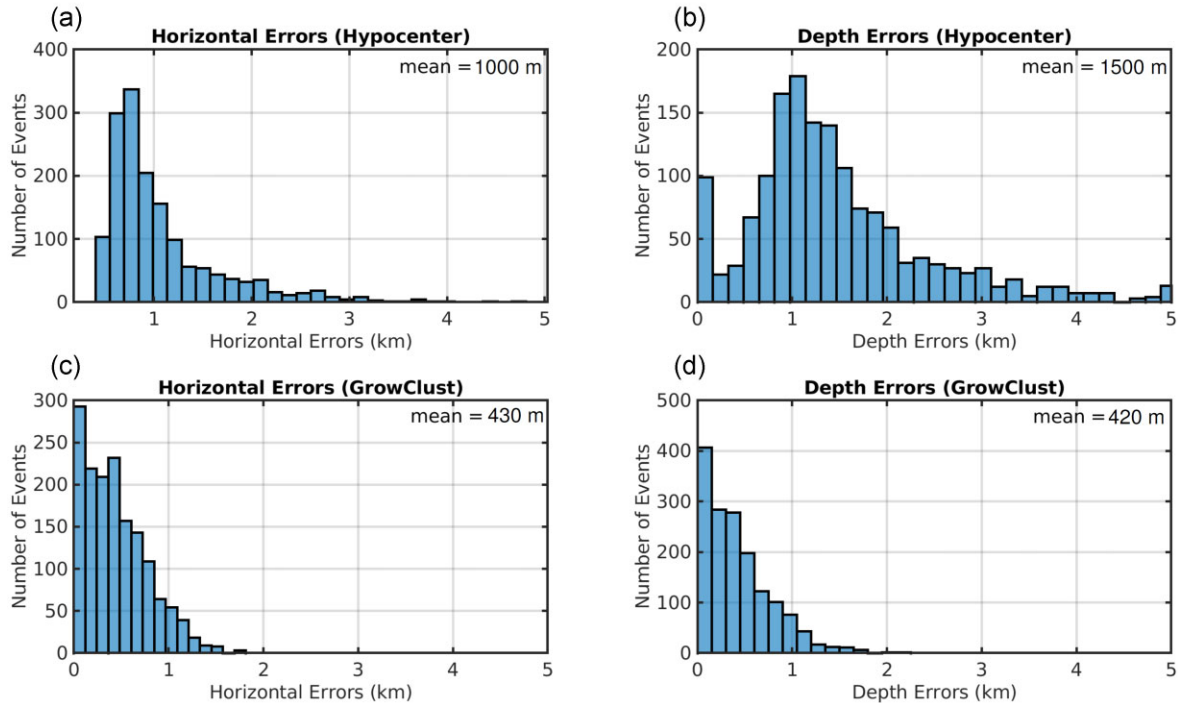 (a)
Horizontal Errors (Hypocenter)
mean = 1000 m
400
300
200
100
0
Number of Events
1 2 3 4 5
Horizontal Errors (km)
(b)
Depth Errors (Hypocenter)
mean = 1500 m
200
150
100
50
0
Number of Events
0 1 2 3 4 5
Depth Errors (km)
(c)
Horizontal Errors (GrowClust)
mean = 430 m
300
250
200
150
100
50
0
Number of Events
0 1 2 3 4 5
Horizontal Errors (km)
(d)
Depth Errors (GrowClust)
mean = 420 m
500
400
300
200
100
0
Number of Events
0 1 2 3 4 5
Depth Errors (km)